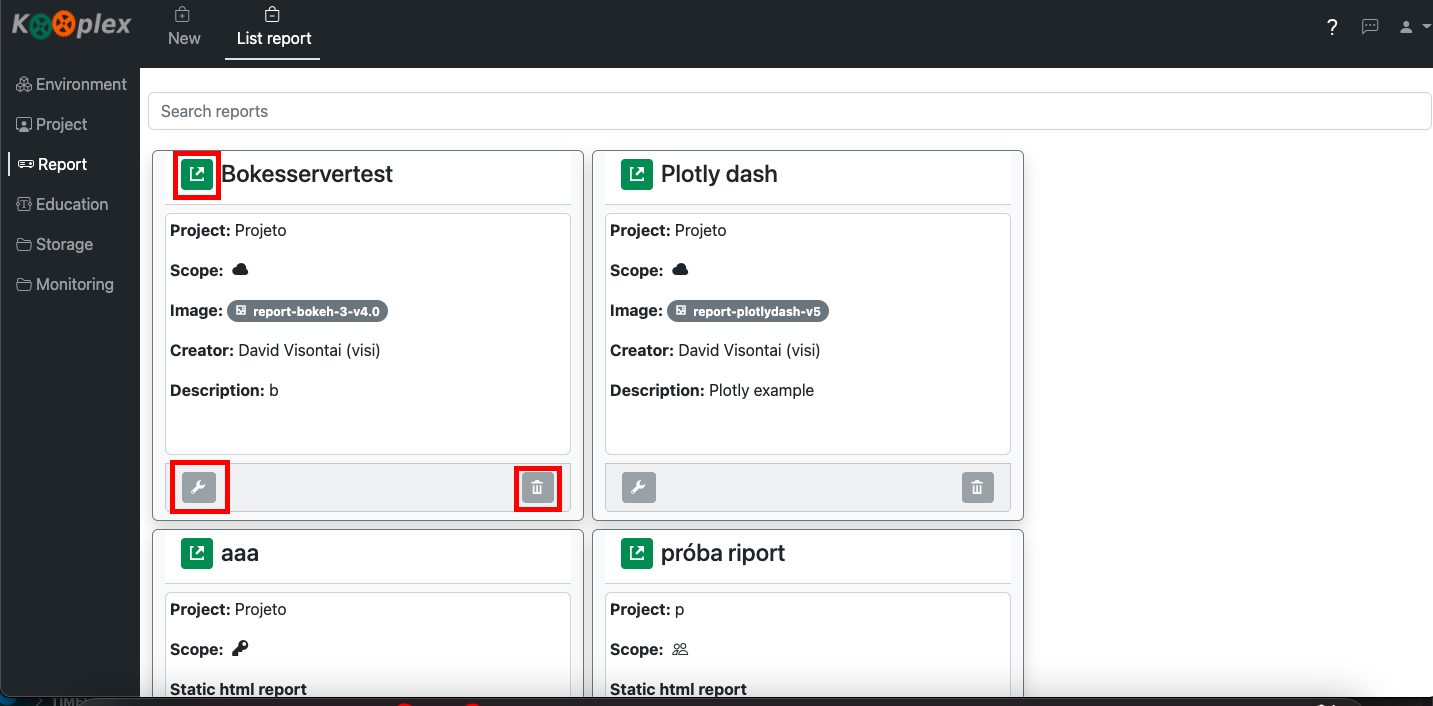 Kooplex
New
List report
?
Environment
Project
Report
Education
Storage
Monitoring
Search reports
Bokesservertest
Project: Projeto
Scope:
Image: report-bokeh-3-v4.0
Creator: David Visontai (visi)
Description: b
Plotly dash
Project: Projeto
Scope:
Image: report-plotlydash-v5
Creator: David Visontai (visi)
Description: Plotly example
aaa
Project: Projeto
Scope:
Static html report
próba riport
Project: p
Scope:
Static html report